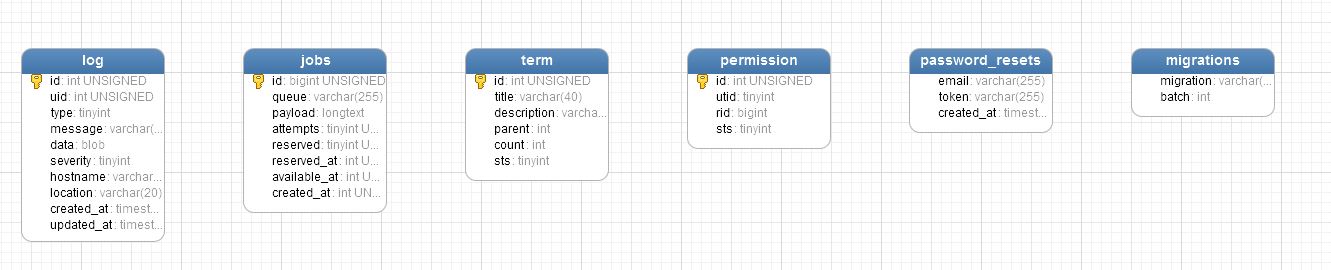 log
id: int UNSIGNED
uid: int UNSIGNED
type: tinyint
message: varchar(...
data: blob
severity: tinyint
hostname: varchar...
location: varchar(20)
created_at: timest...
updated_at: timest...
jobs
id: bigint UNSIGNED
queue: varchar(255)
payload: longtext
attempts: tinyint U...
reserved: tinyint U...
reserved_at: int U...
available_at: int U...
created_at: int UN...
term
id: int UNSIGNED
title: varchar(40)
description: varcha...
parent: int
count: int
sts: tinyint
permission
id: int UNSIGNED
utid: tinyint
rid: bigint
sts: tinyint
password_resets
email: varchar(255)
token: varchar(255)
created_at: timest...
migrations
migration: varchar(...
batch: int